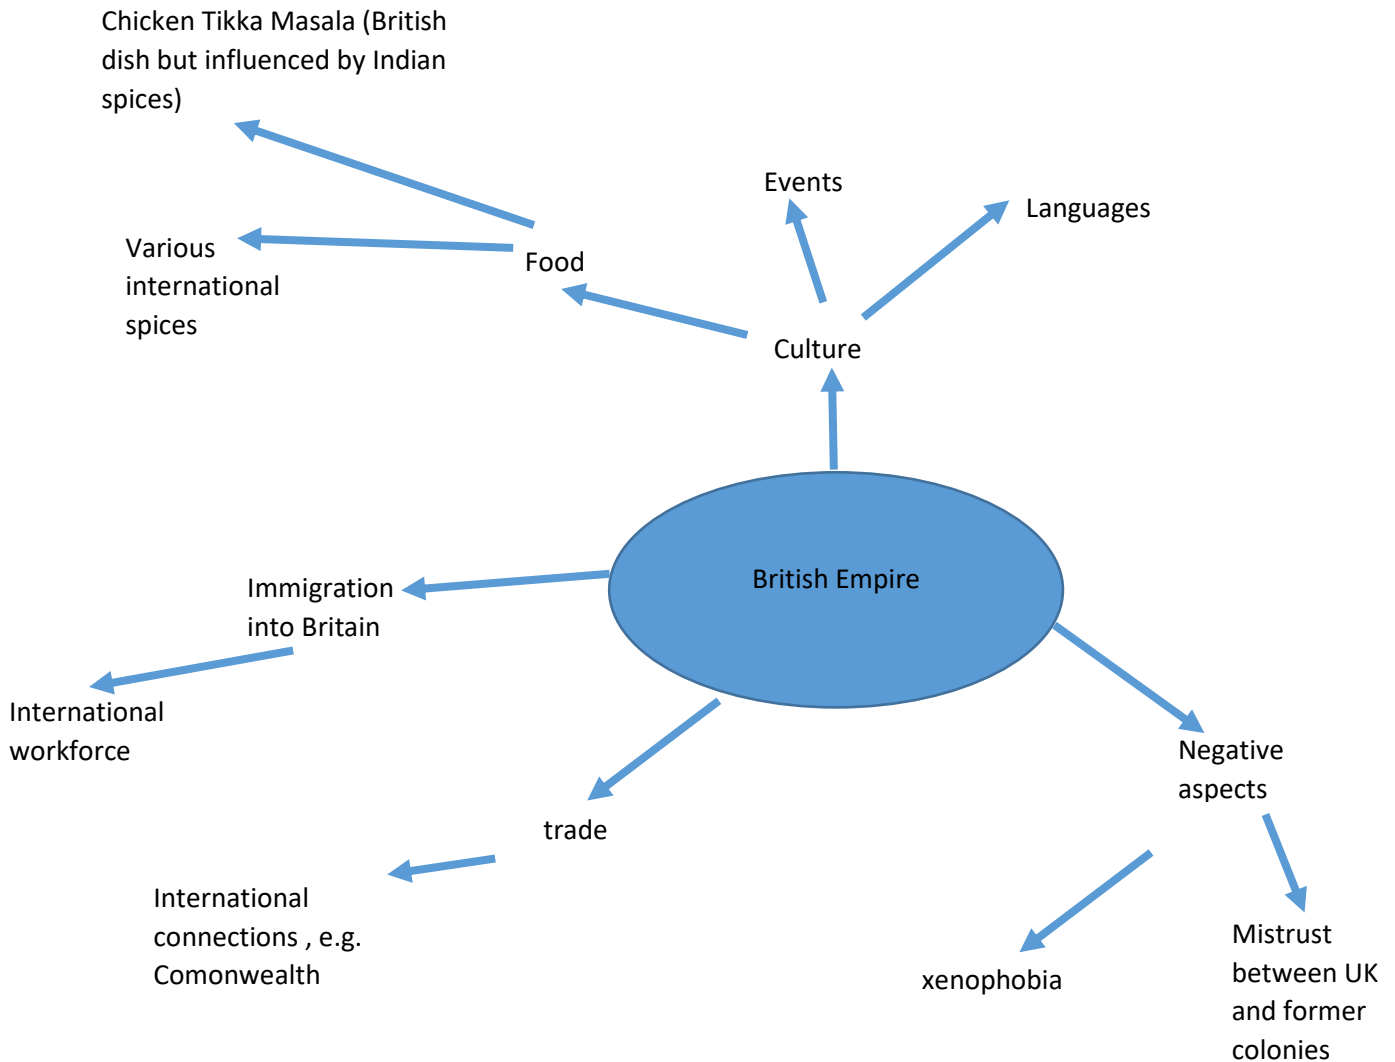 Chicken Tikka Masala (British
dish but influenced by Indian
spices)
Events
Languages
Various
international
spices
Food
Culture
British Empire
Immigration
into Britain
International
workforce
Negative
aspects
trade
International
connections , e.g.
Comonwealth
xenophobia
Mistrust
between UK
and former
colonies